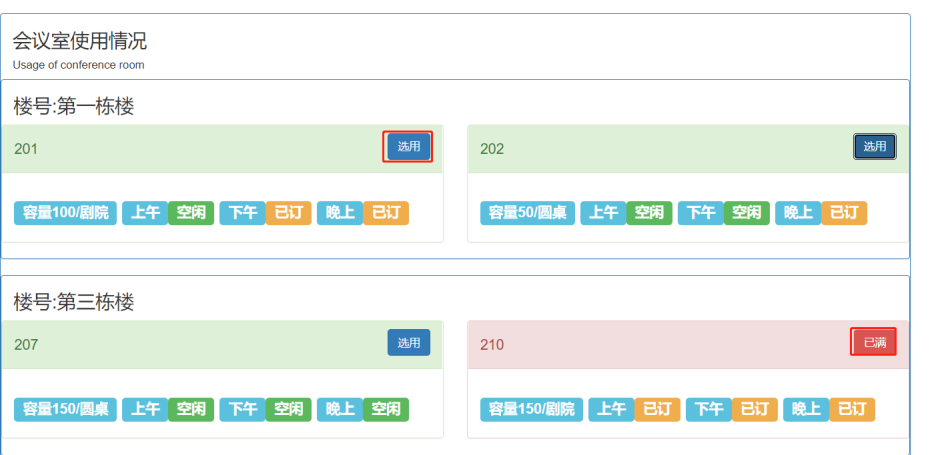 会议室使用情况
Usage of conference room
楼号:第一栋楼
201 选用
202 选用
容量100/剧院 上午 空闲 下午 已订 晚上 已订
容量50/圆桌 上午 空闲 下午 空闲 晚上 已订
楼号:第三栋楼
207 选用
210 已满
容量150/圆桌 上午 空闲 下午 空闲 晚上 空闲
容量150/剧院 上午 已订 下午 已订 晚上 已订